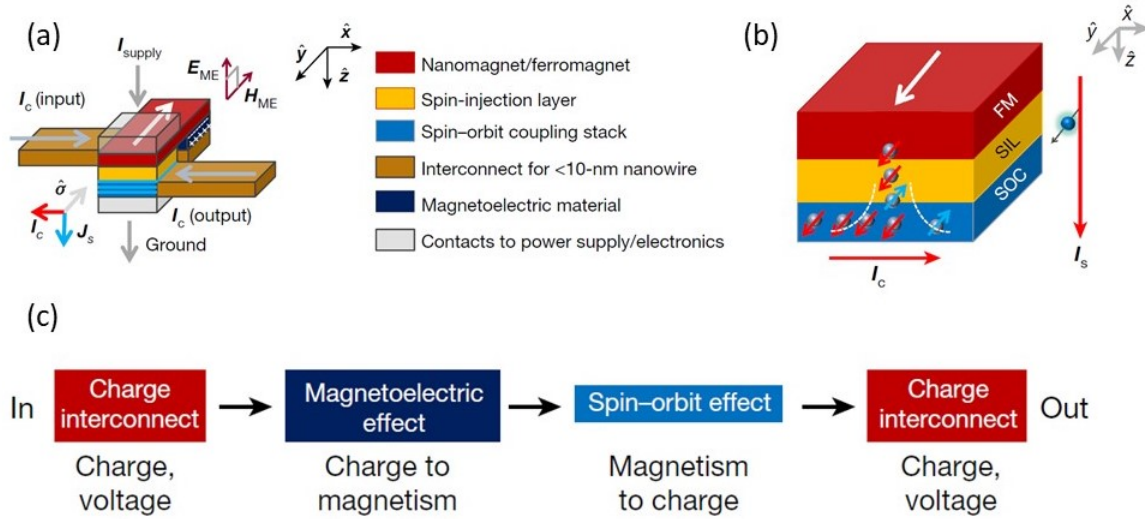 (a)
I supply
E ME
H ME
x̂
ŷ
ẑ
I c (input)
σ̂
I c
J s
I c (output)
Ground
Nanomagnet/ferromagnet
Spin-injection layer
Spin–orbit coupling stack
Interconnect for <10-nm nanowire
Magnetoelectric material
Contacts to power supply/electronics
(b)
x̂
ŷ
ẑ
FM
SIL
SOC
I c
I s
(c)
In
Charge
interconnect
Magnetoelectric
effect
Spin–orbit effect
Charge
interconnect
Out
Charge,
voltage
Charge to
magnetism
Magnetism
to charge
Charge,
voltage